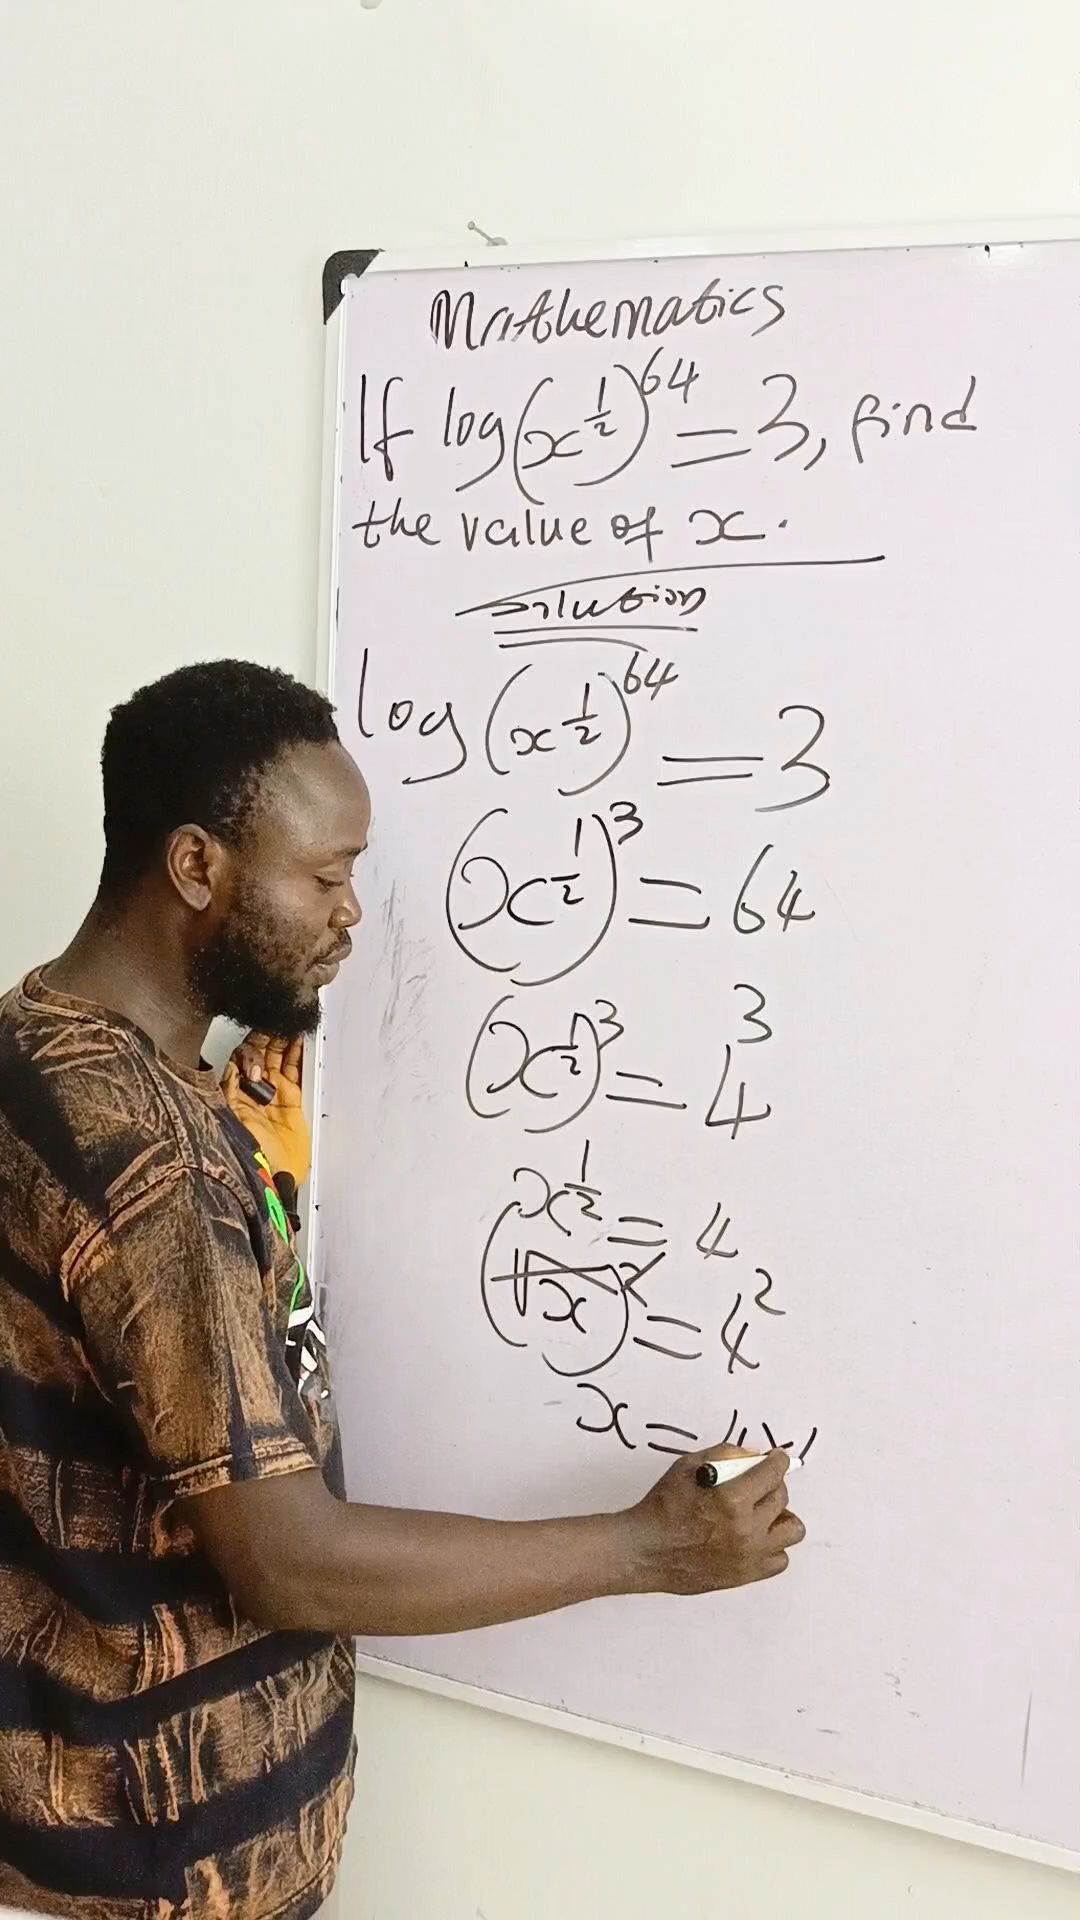 Mathematics
If log(x^½)^64 = 3, find
the value of x.
Solution
log(x^½)^64 = 3
(x^½)^3 = 64
(x^½)^3 = 4^3
x^½ = 4
(√x)^2 = 4^2
x = 4×4